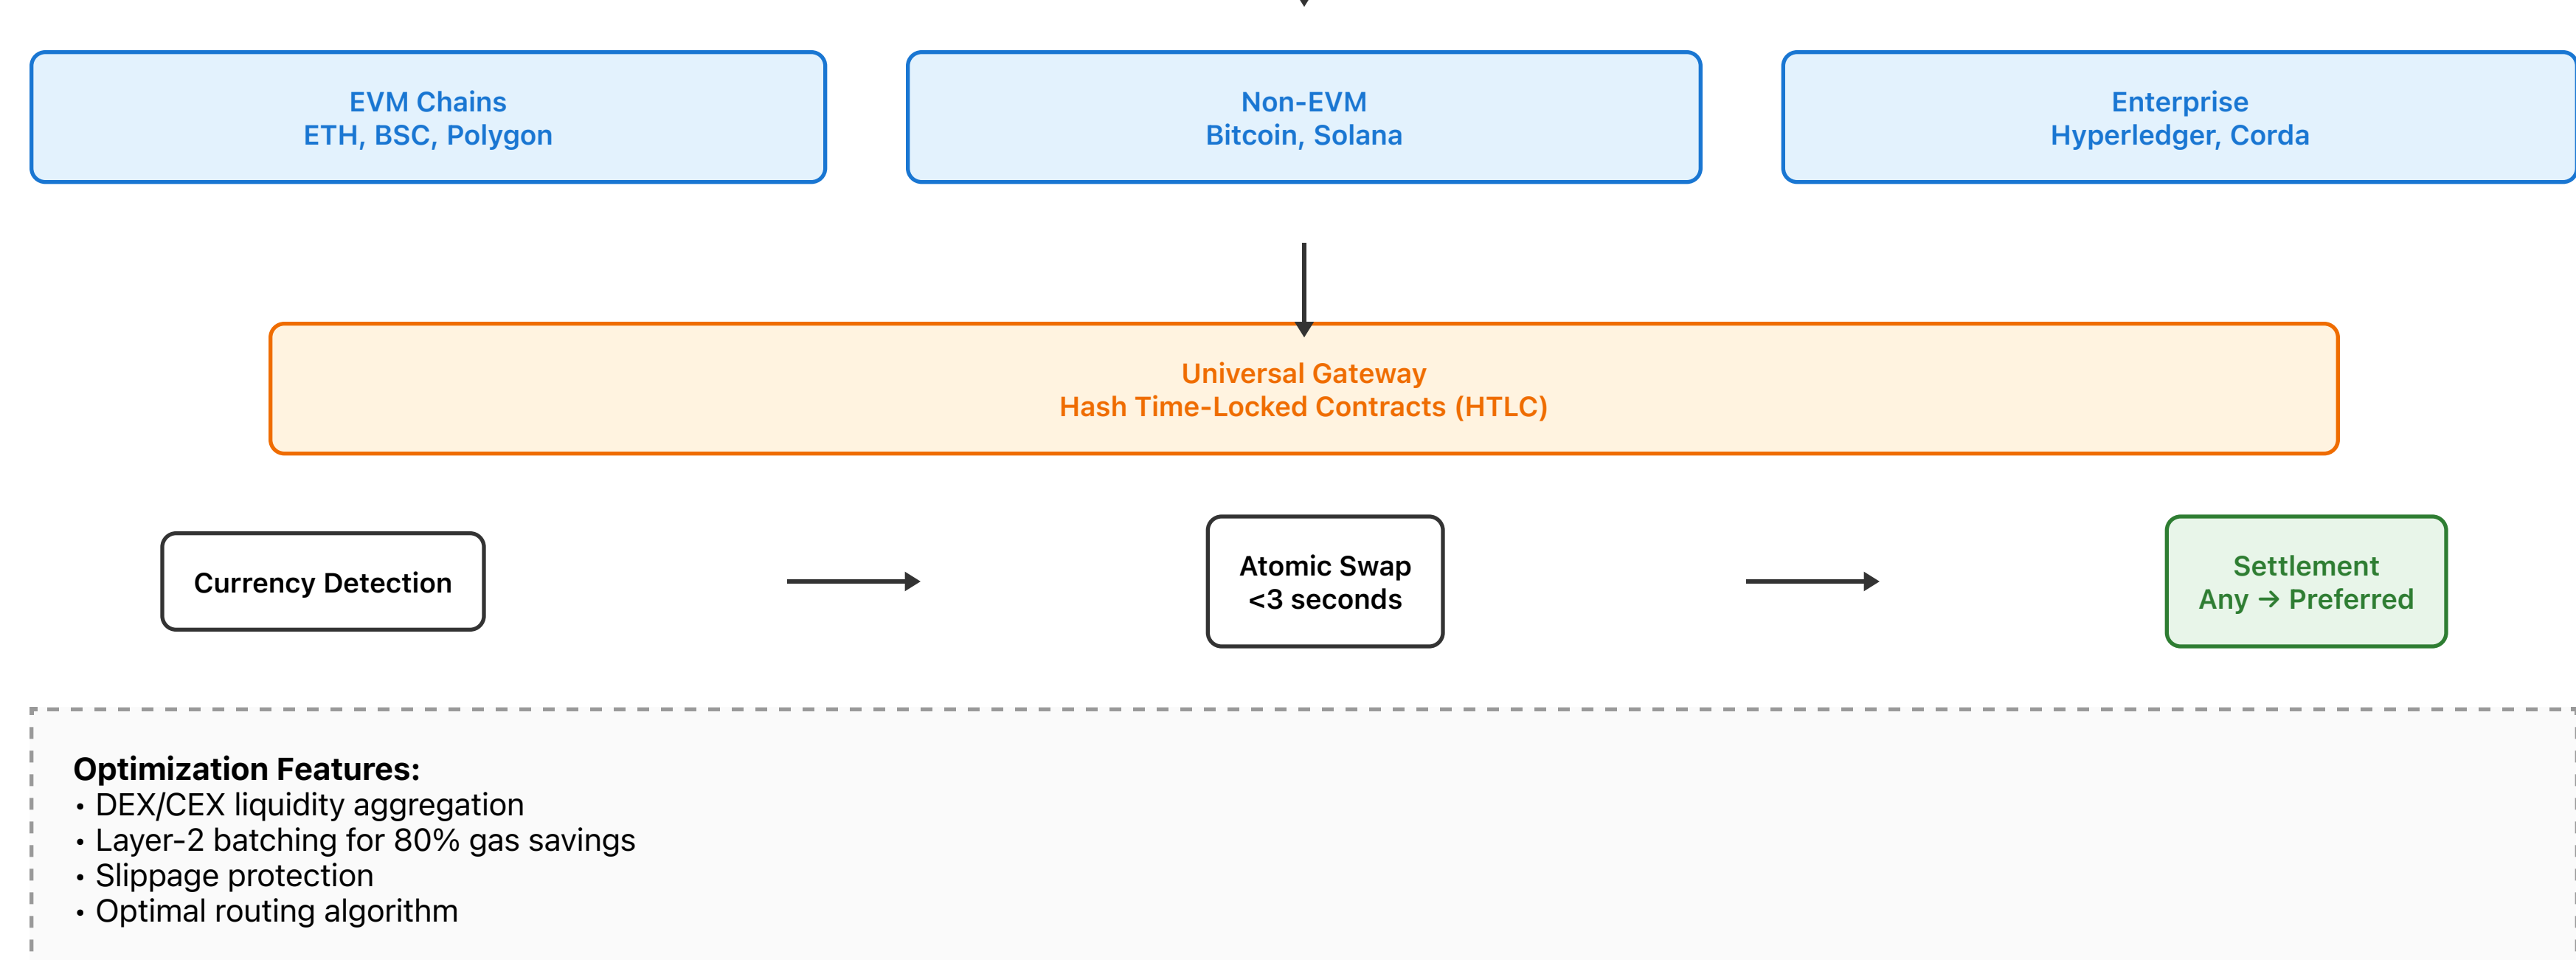 EVM Chains
ETH, BSC, Polygon
Non-EVM
Bitcoin, Solana
Enterprise
Hyperledger, Corda
Universal Gateway
Hash Time-Locked Contracts (HTLC)
Currency Detection
Atomic Swap
<3 seconds
Settlement
Any → Preferred
Optimization Features:
• DEX/CEX liquidity aggregation
• Layer-2 batching for 80% gas savings
• Slippage protection
• Optimal routing algorithm